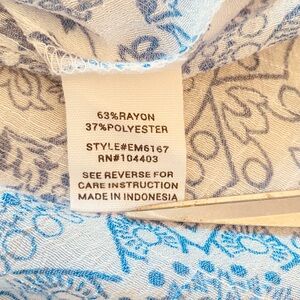 63%RAYON
37%POLYESTER
STYLE#EM6167
RN#104403
SEE REVERSE FOR
CARE INSTRUCTION
MADE IN INDONESIA